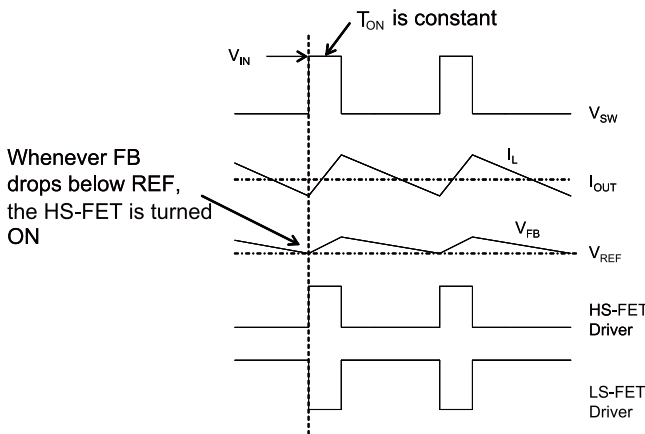 T_ON is constant
V_IN
V_SW
Whenever FB
drops below REF,
the HS-FET is turned
ON
I_L
I_OUT
V_FB
V_REF
HS-FET
Driver
LS-FET
Driver